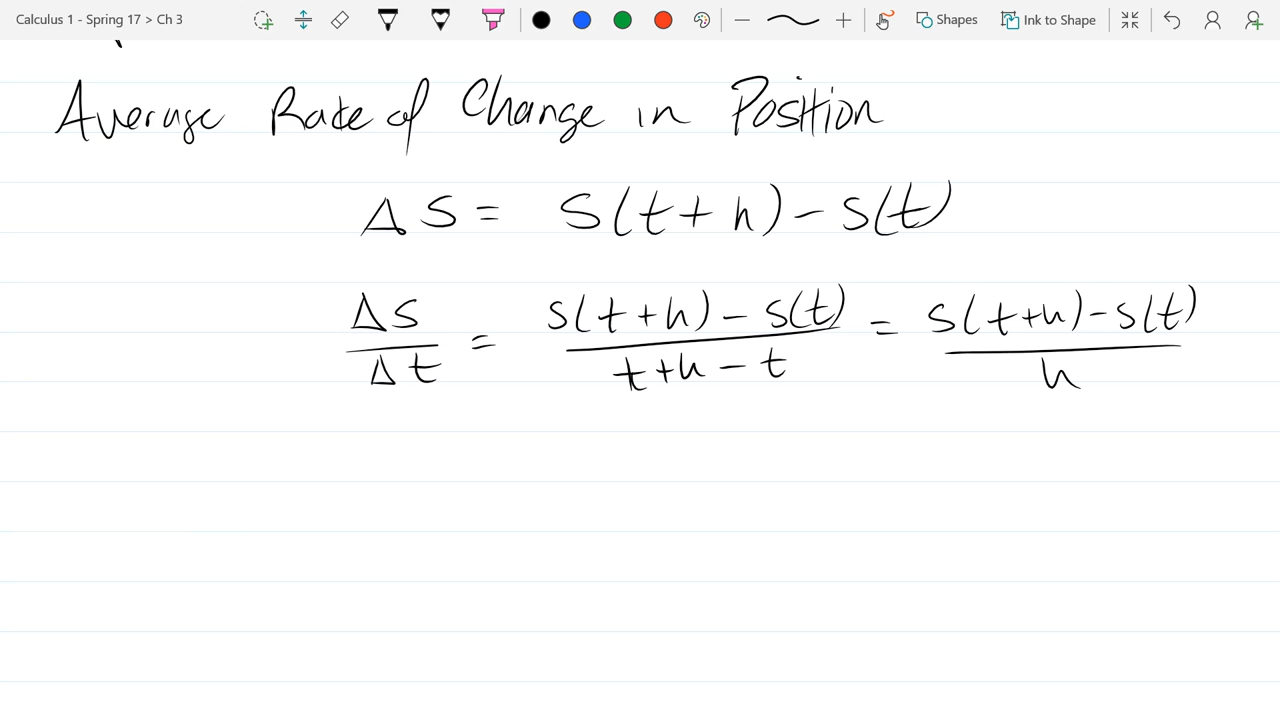 Calculus 1 - Spring 17 > Ch 3
Shapes
Ink to Shape
Average Rate of Change in Position
Δs = s(t+h) - s(t)
Δs/Δt = (s(t+h) - s(t))/(t+h - t) = (s(t+h) - s(t))/h